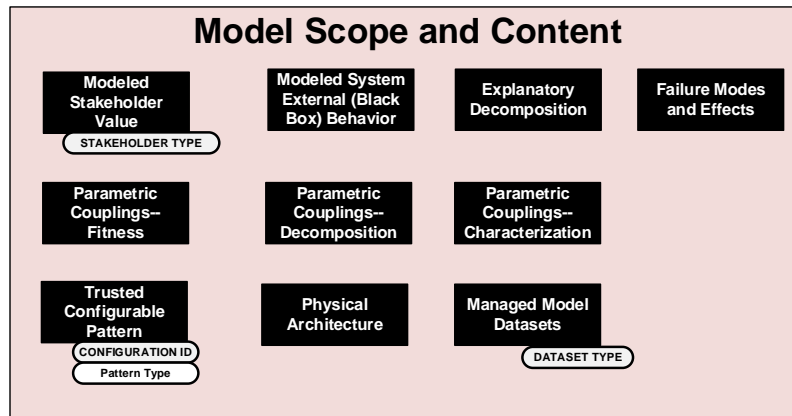 Model Scope and Content
Modeled
Stakeholder
Value
STAKEHOLDER TYPE
Modeled System
External (Black
Box) Behavior
Explanatory
Decomposition
Failure Modes
and Effects
Parametric
Couplings--
Fitness
Parametric
Couplings--
Decomposition
Parametric
Couplings--
Characterization
Trusted
Configurable
Pattern
CONFIGURATION ID
Pattern Type
Physical
Architecture
Managed Model
Datasets
DATASET TYPE